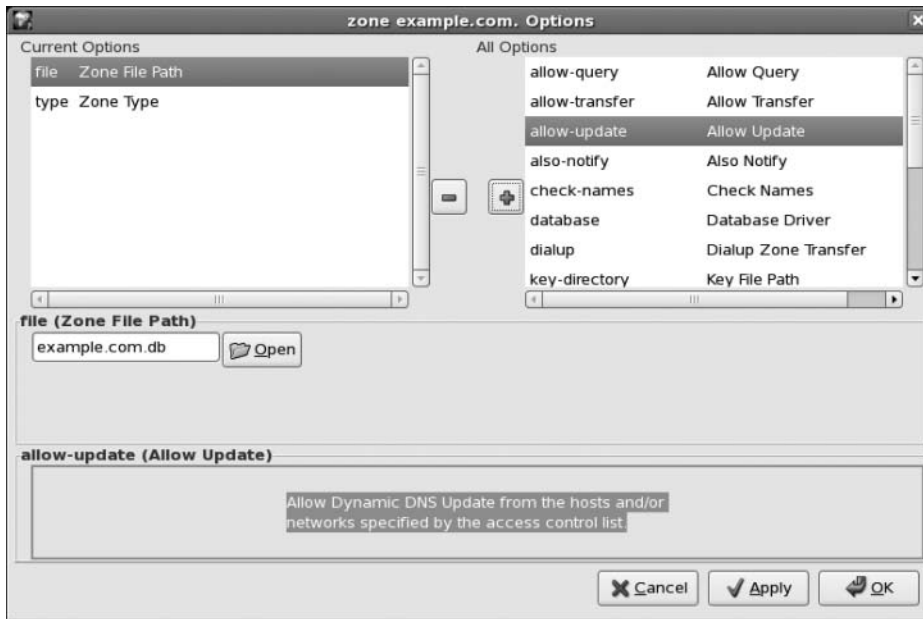 zone example.com. Options
Current Options
file Zone File Path
type Zone Type
All Options
allow-query Allow Query
allow-transfer Allow Transfer
allow-update Allow Update
also-notify Also Notify
check-names Check Names
database Database Driver
dialup Dialup Zone Transfer
key-directory Key File Path
file (Zone File Path)
example.com.db Open
allow-update (Allow Update)
Allow Dynamic DNS Update from the hosts and/or
networks specified by the access control list.
Cancel Apply OK